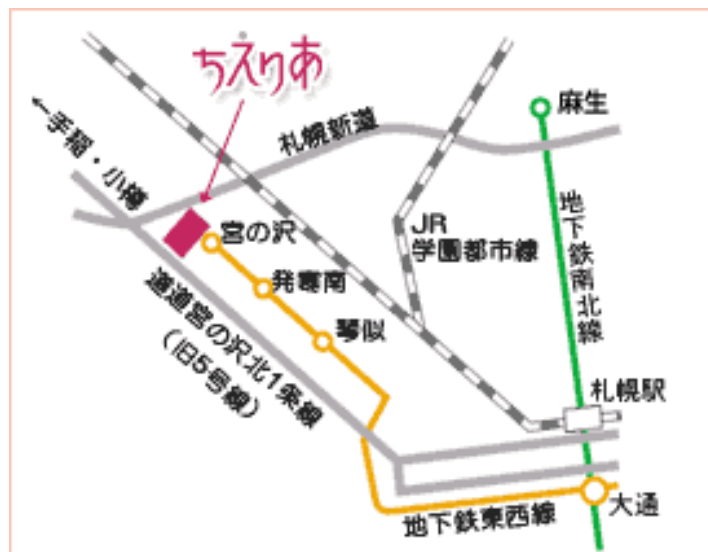 ちえりあ
←手稲・小樽
札幌新道
麻生
宮の沢
発寒南
琴似
JR
学園都市線
地下鉄南北線
道道宮の沢北1条線
(旧5号線)
札幌駅
大通
地下鉄東西線